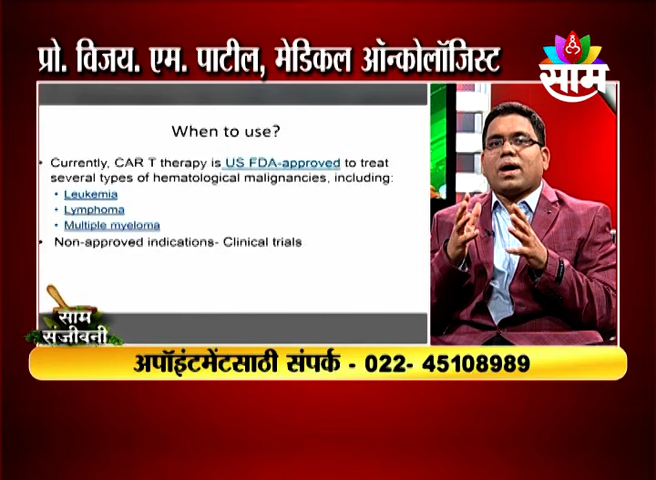 प्रो. विजय. एम. पाटील, मेडिकल ऑन्कोलॉजिस्ट
साम
When to use?
• Currently, CAR T therapy is US FDA-approved to treat
several types of hematological malignancies, including:
• Leukemia
• Lymphoma
• Multiple myeloma
• Non-approved indications- Clinical trials
साम
संजीवनी
अपॉइंटमेंटसाठी संपर्क - 022- 45108989